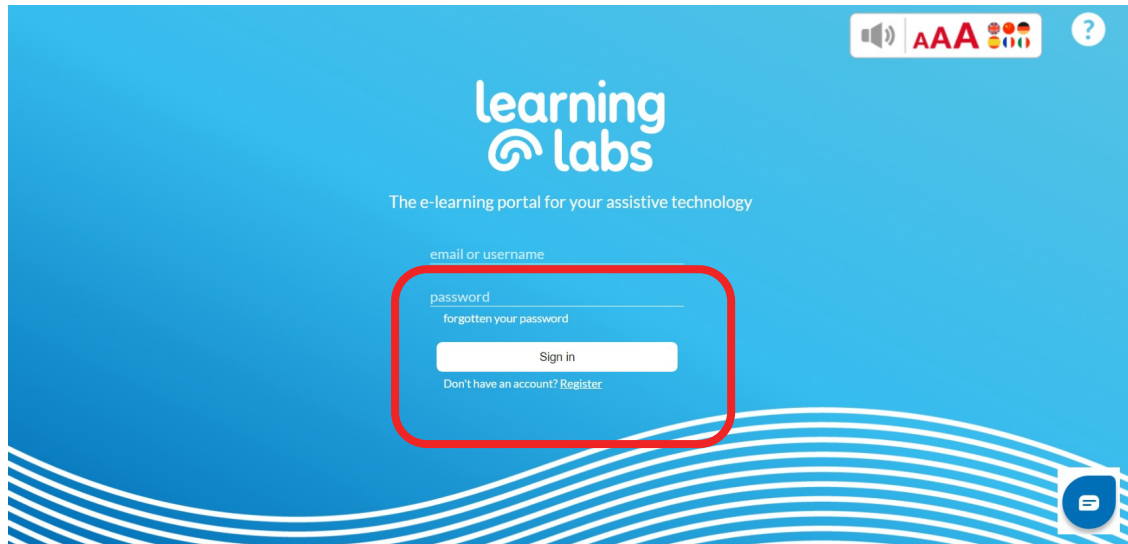 AAA
?
learning
labs
The e-learning portal for your assistive technology
email or username
password
forgotten your password
Sign in
Don't have an account? Register